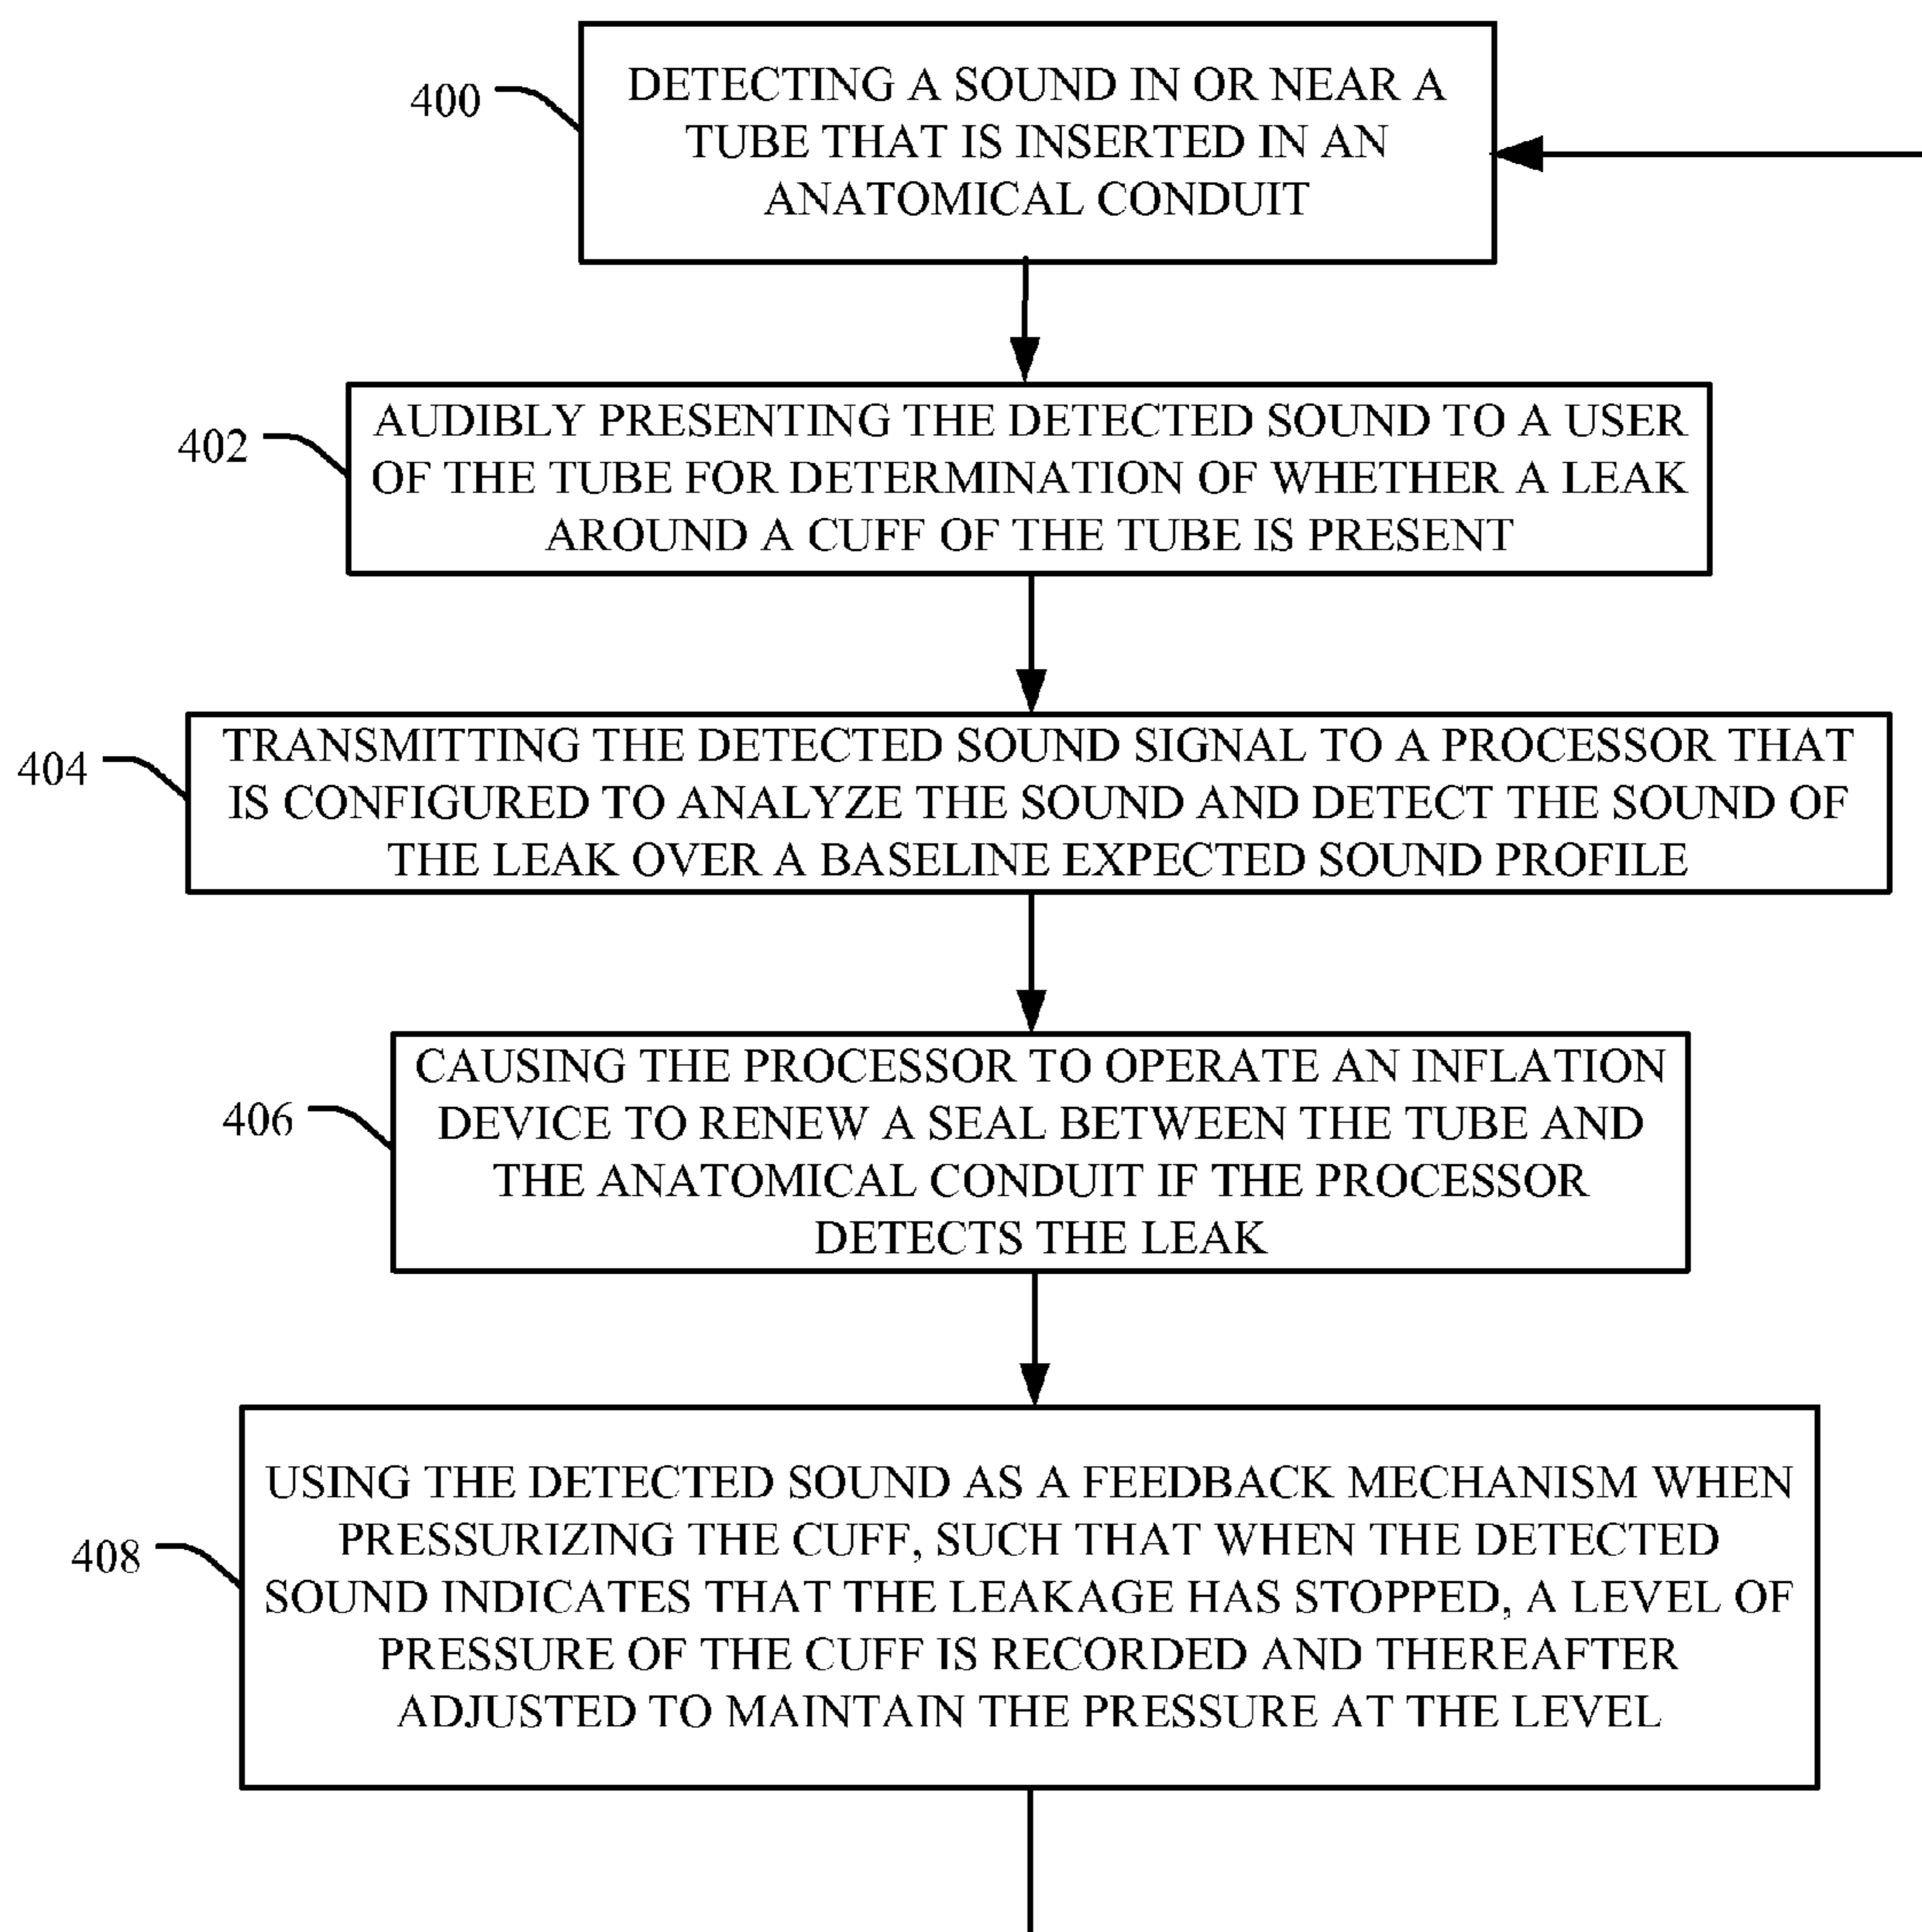 400
DETECTING A SOUND IN OR NEAR A
TUBE THAT IS INSERTED IN AN
ANATOMICAL CONDUIT
402
AUDIBLY PRESENTING THE DETECTED SOUND TO A USER
OF THE TUBE FOR DETERMINATION OF WHETHER A LEAK
AROUND A CUFF OF THE TUBE IS PRESENT
404
TRANSMITTING THE DETECTED SOUND SIGNAL TO A PROCESSOR THAT
IS CONFIGURED TO ANALYZE THE SOUND AND DETECT THE SOUND OF
THE LEAK OVER A BASELINE EXPECTED SOUND PROFILE
406
CAUSING THE PROCESSOR TO OPERATE AN INFLATION
DEVICE TO RENEW A SEAL BETWEEN THE TUBE AND
THE ANATOMICAL CONDUIT IF THE PROCESSOR
DETECTS THE LEAK
408
USING THE DETECTED SOUND AS A FEEDBACK MECHANISM WHEN
PRESSURIZING THE CUFF, SUCH THAT WHEN THE DETECTED
SOUND INDICATES THAT THE LEAKAGE HAS STOPPED, A LEVEL OF
PRESSURE OF THE CUFF IS RECORDED AND THEREAFTER
ADJUSTED TO MAINTAIN THE PRESSURE AT THE LEVEL